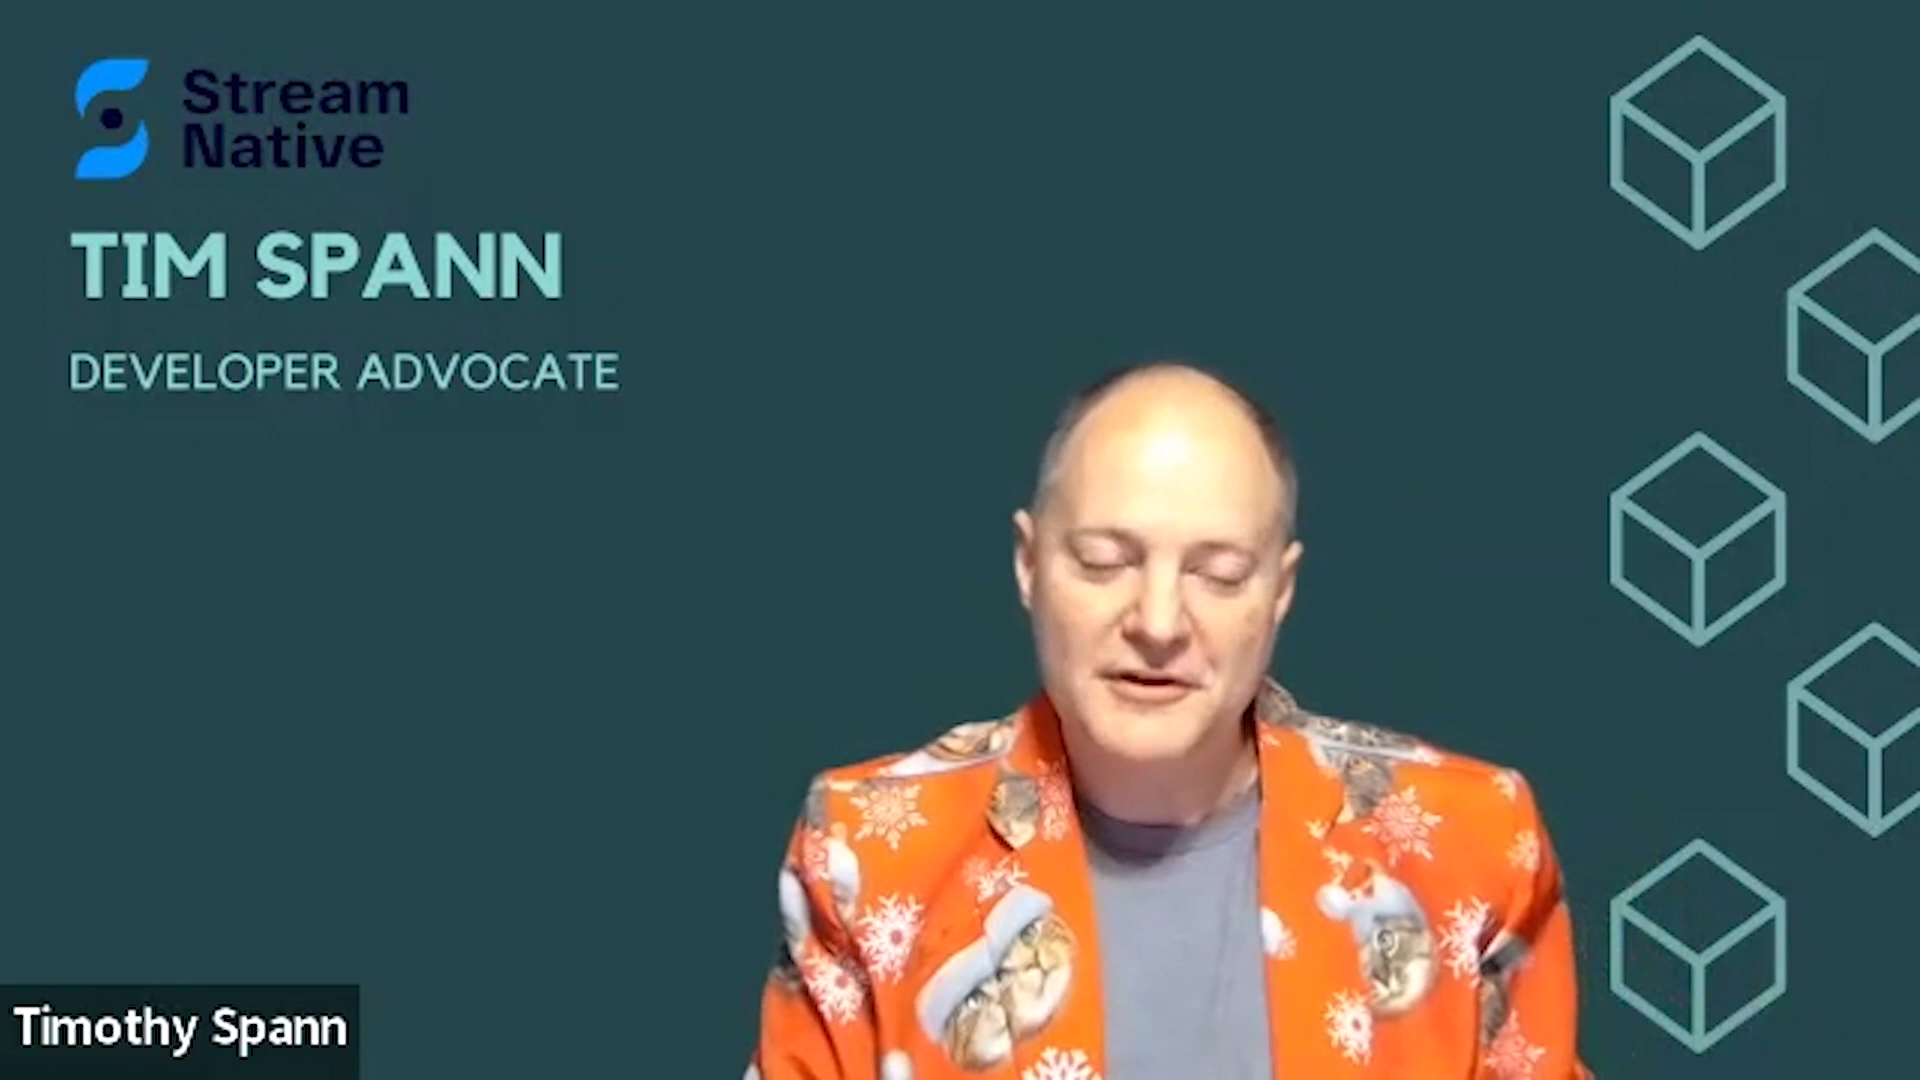 Stream
Native
TIM SPANN
DEVELOPER ADVOCATE
Timothy Spann